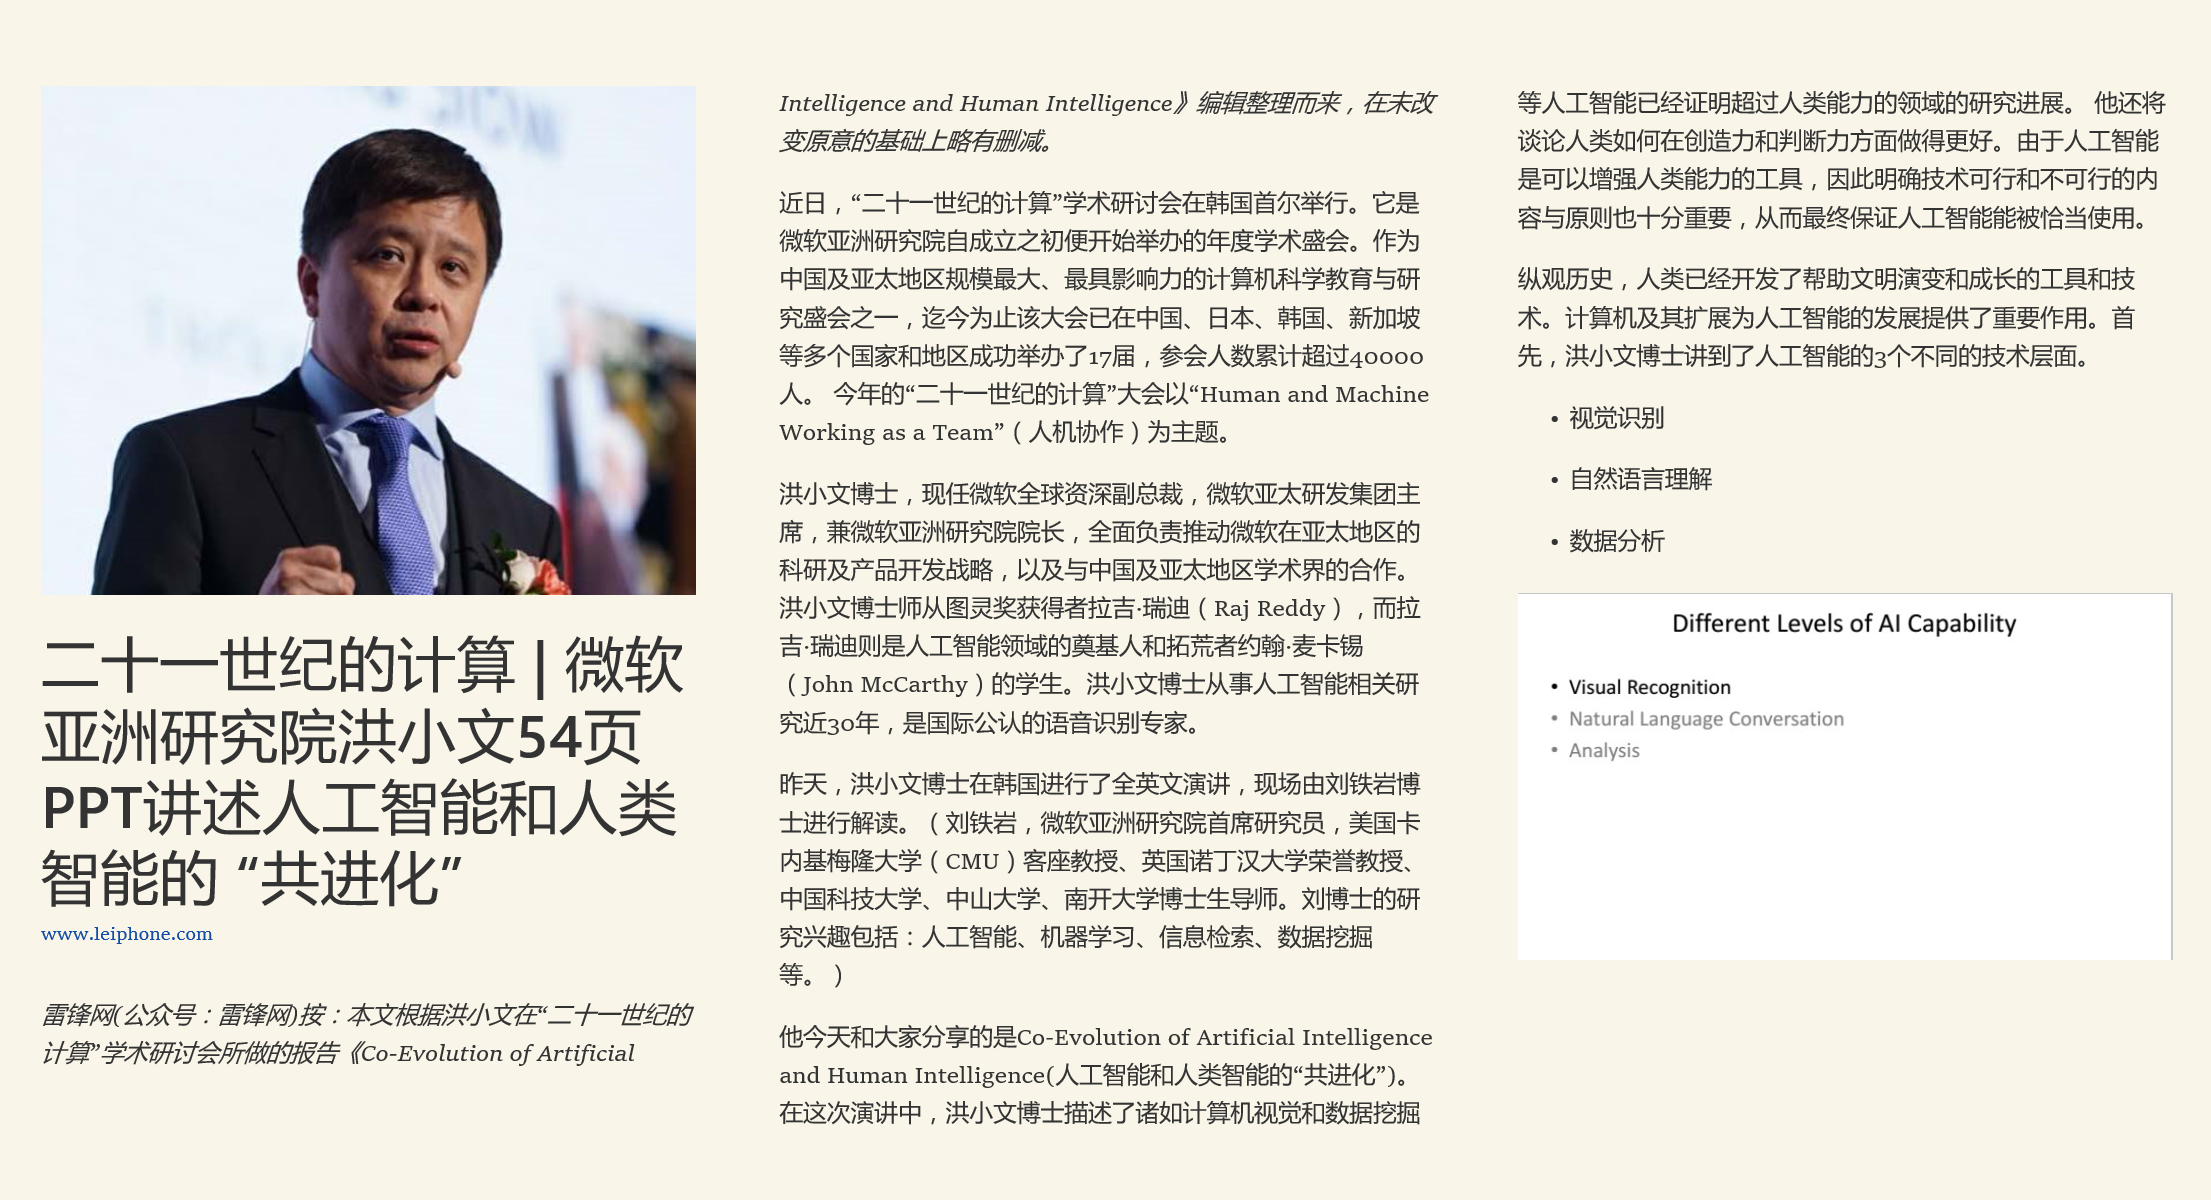 二十一世纪的计算 | 微软
亚洲研究院洪小文54页
PPT讲述人工智能和人类
智能的 “共进化”
www.leiphone.com
雷锋网(公众号：雷锋网)按：本文根据洪小文在“二十一世纪的
计算”学术研讨会所做的报告《Co-Evolution of Artificial
Intelligence and Human Intelligence》编辑整理而来，在未改
变原意的基础上略有删减。
近日，“二十一世纪的计算”学术研讨会在韩国首尔举行。它是
微软亚洲研究院自成立之初便开始举办的年度学术盛会。作为
中国及亚太地区规模最大、最具影响力的计算机科学教育与研
究盛会之一，迄今为止该大会已在中国、日本、韩国、新加坡
等多个国家和地区成功举办了17届，参会人数累计超过40000
人。 今年的“二十一世纪的计算”大会以“Human and Machine
Working as a Team”（人机协作）为主题。
洪小文博士，现任微软全球资深副总裁，微软亚太研发集团主
席，兼微软亚洲研究院院长，全面负责推动微软在亚太地区的
科研及产品开发战略，以及与中国及亚太地区学术界的合作。
洪小文博士师从图灵奖获得者拉吉·瑞迪（Raj Reddy），而拉
吉·瑞迪则是人工智能领域的奠基人和拓荒者约翰·麦卡锡
（John McCarthy）的学生。洪小文博士从事人工智能相关研
究近30年，是国际公认的语音识别专家。
昨天，洪小文博士在韩国进行了全英文演讲，现场由刘铁岩博
士进行解读。（刘铁岩，微软亚洲研究院首席研究员，美国卡
内基梅隆大学（CMU）客座教授、英国诺丁汉大学荣誉教授、
中国科技大学、中山大学、南开大学博士生导师。刘博士的研
究兴趣包括：人工智能、机器学习、信息检索、数据挖掘
等。）
他今天和大家分享的是Co-Evolution of Artificial Intelligence
and Human Intelligence(人工智能和人类智能的“共进化”)。
在这次演讲中，洪小文博士描述了诸如计算机视觉和数据挖掘
等人工智能已经证明超过人类能力的领域的研究进展。 他还将
谈论人类如何在创造力和判断力方面做得更好。由于人工智能
是可以增强人类能力的工具，因此明确技术可行和不可行的内
容与原则也十分重要，从而最终保证人工智能能被恰当使用。
纵观历史，人类已经开发了帮助文明演变和成长的工具和技
术。计算机及其扩展为人工智能的发展提供了重要作用。首
先，洪小文博士讲到了人工智能的3个不同的技术层面。
• 视觉识别
• 自然语言理解
• 数据分析
Different Levels of AI Capability
• Visual Recognition
• Natural Language Conversation
• Analysis